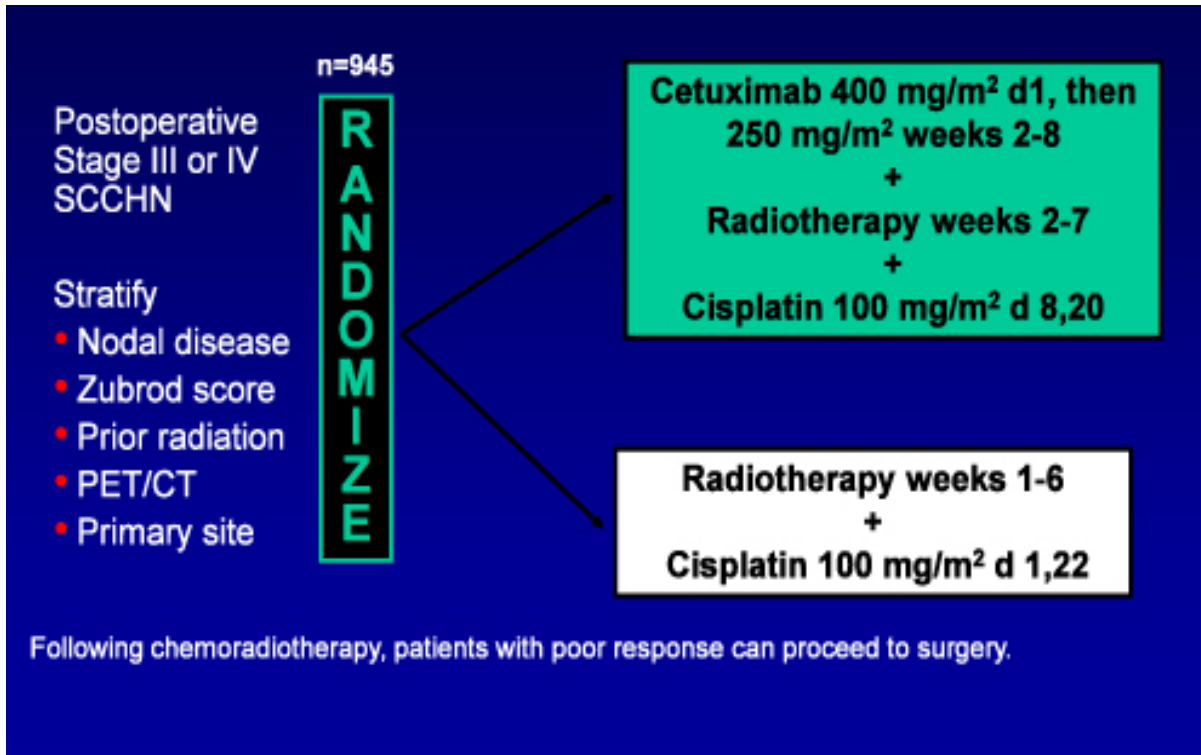 n=945
Postoperative
Stage III or IV
SCCHN
Stratify
• Nodal disease
• Zubrod score
• Prior radiation
• PET/CT
• Primary site
RANDOMIZE
Cetuximab 400 mg/m² d1, then
250 mg/m² weeks 2-8
+
Radiotherapy weeks 2-7
+
Cisplatin 100 mg/m² d 8,20
Radiotherapy weeks 1-6
+
Cisplatin 100 mg/m² d 1,22
Following chemoradiotherapy, patients with poor response can proceed to surgery.